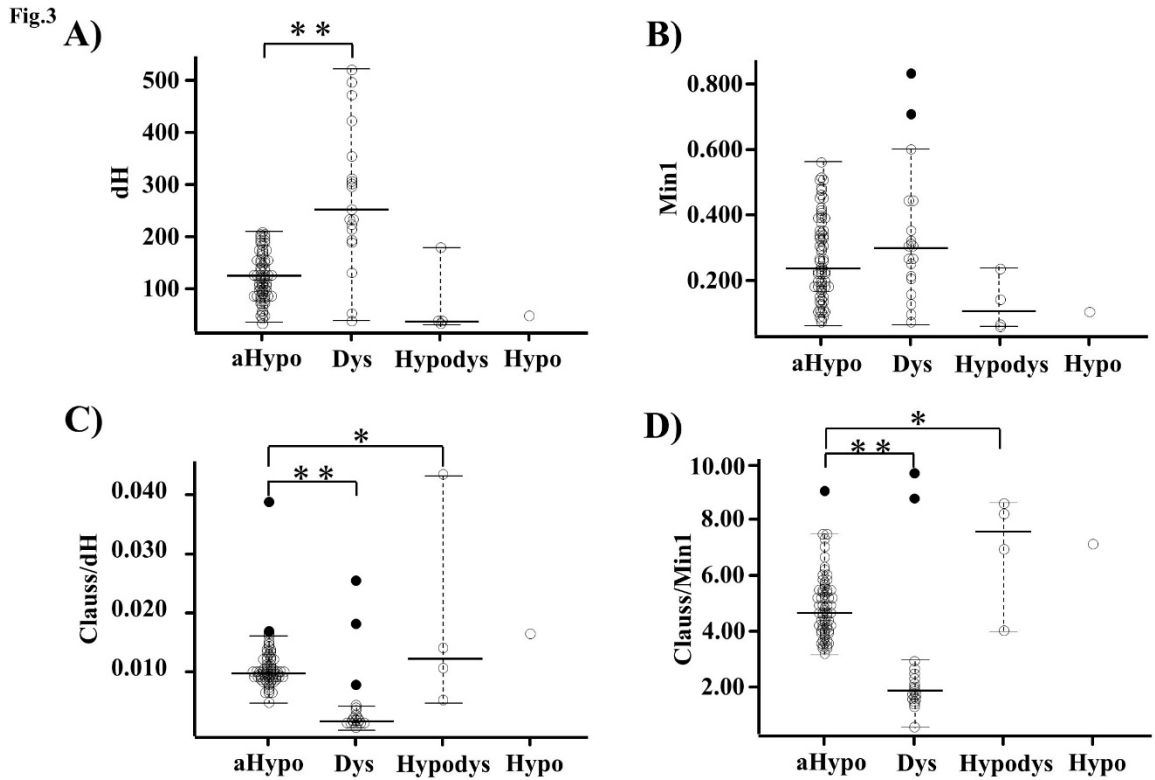 Fig.3
A)
* *
500
400
300
200
100
dH
aHypo Dys Hypodys Hypo
B)
0.800
0.600
0.400
0.200
Min1
aHypo Dys Hypodys Hypo
C)
*
* *
0.040
0.030
0.020
0.010
Clauss/dH
aHypo Dys Hypodys Hypo
D)
*
* *
10.00
8.00
6.00
4.00
2.00
Clauss/Min1
aHypo Dys Hypodys Hypo